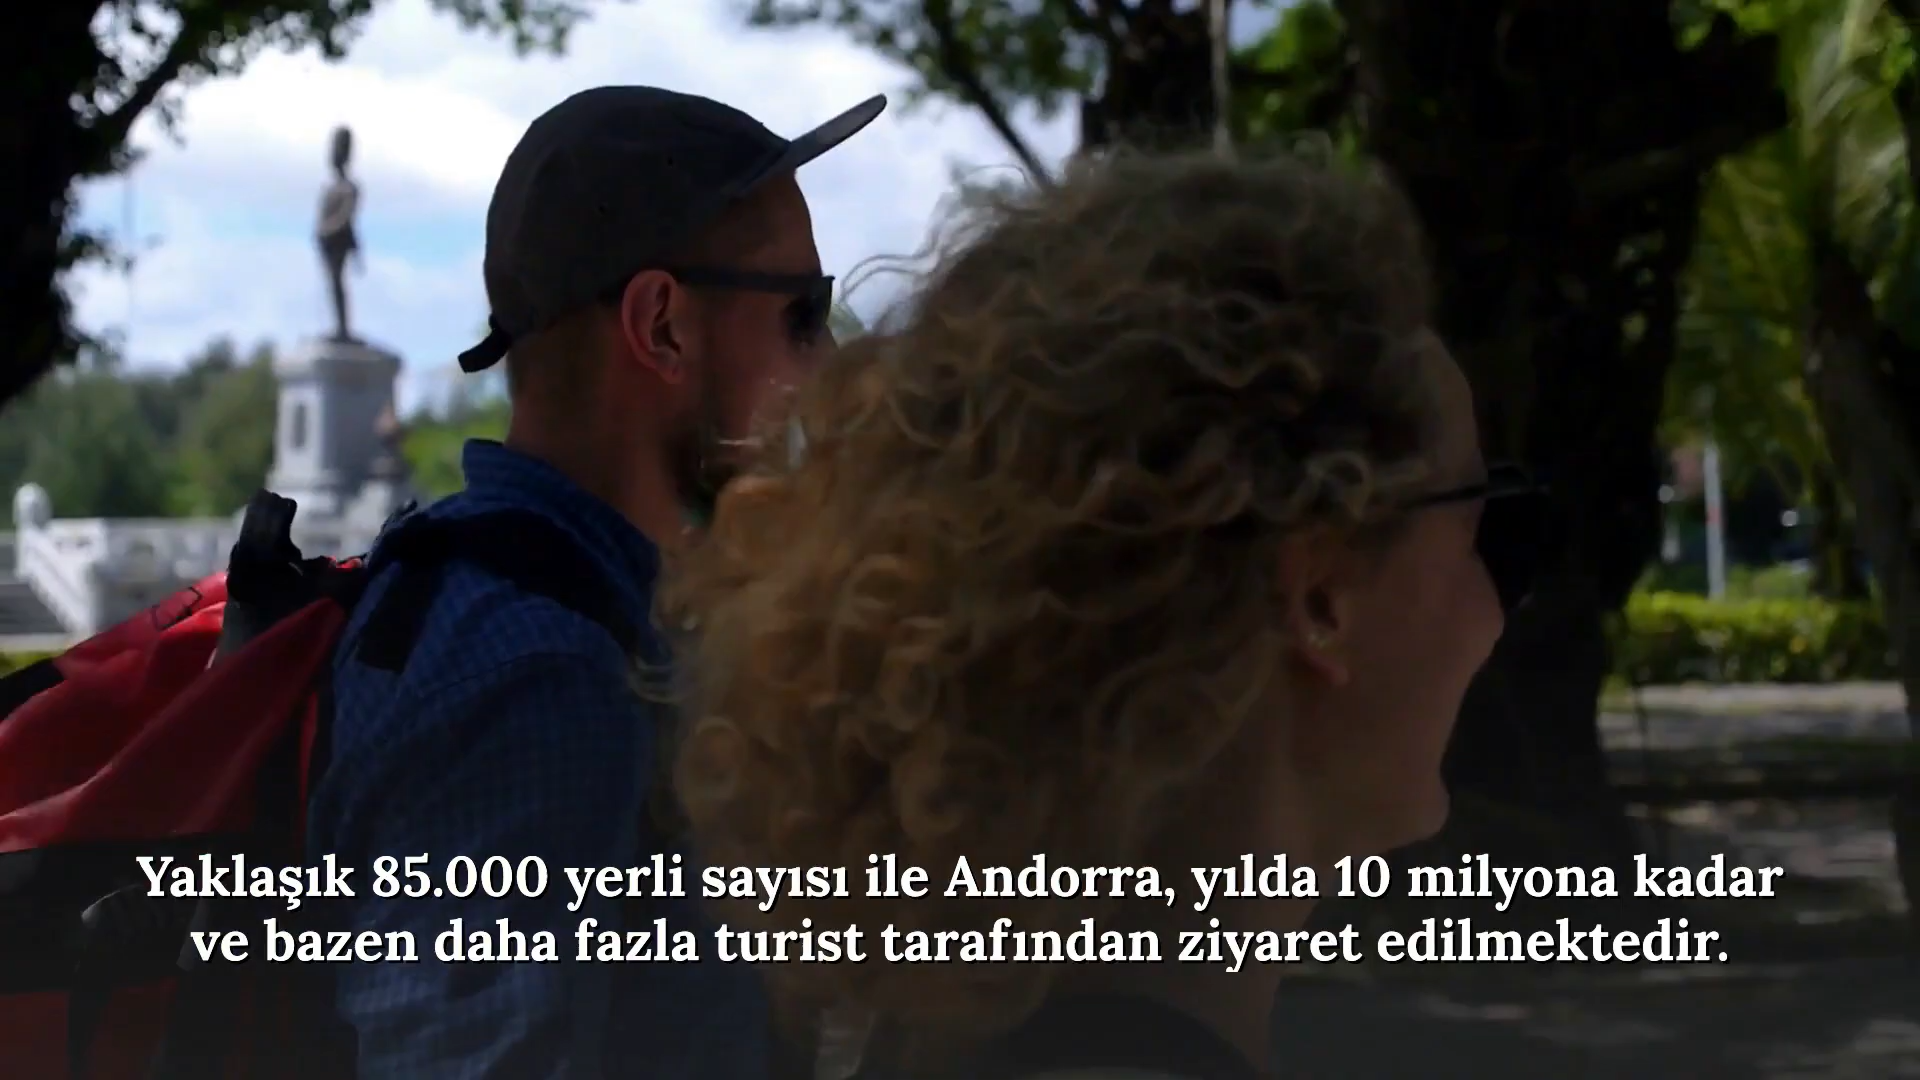 Yaklaşık 85.000 yerli sayısı ile Andorra, yılda 10 milyona kadar
ve bazen daha fazla turist tarafından ziyaret edilmektedir.